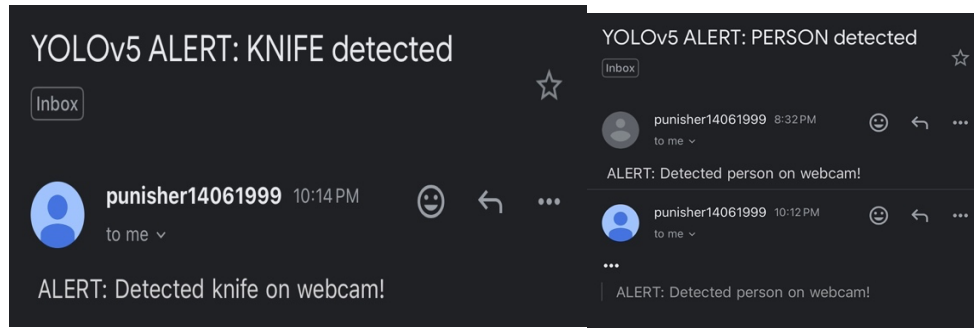 YOLOv5 ALERT: KNIFE detected
Inbox
punisher14061999 10:14 PM
to me
ALERT: Detected knife on webcam!
YOLOv5 ALERT: PERSON detected
Inbox
punisher14061999 8:32 PM
to me
ALERT: Detected person on webcam!
punisher14061999 10:12 PM
to me
ALERT: Detected person on webcam!